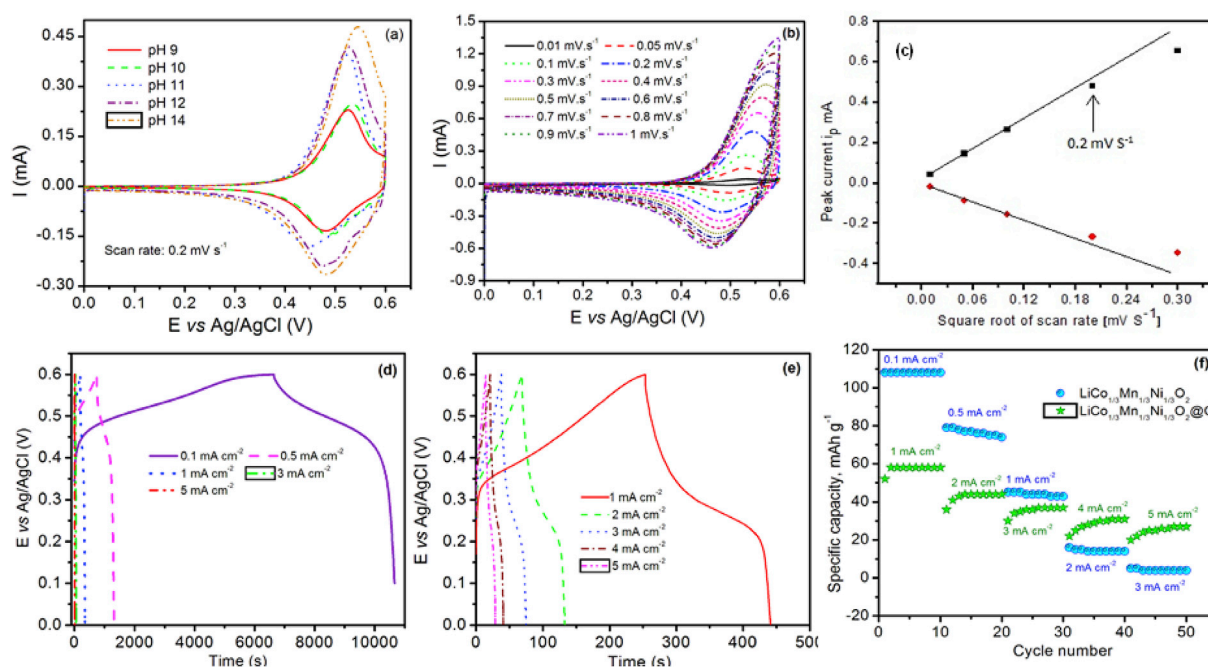 (a)
0.45
0.30
0.15
0.00
-0.15
-0.30
I (mA)
pH 9
pH 10
pH 11
pH 12
pH 14
Scan rate: 0.2 mV s-1
0.0 0.1 0.2 0.3 0.4 0.5 0.6
E vs Ag/AgCl (V)
(b)
1.5
1.2
0.9
0.6
0.3
0.0
-0.3
-0.6
-0.9
I (mA)
0.01 mV.s-1 0.05 mV.s-1
0.1 mV.s-1 0.2 mV.s-1
0.3 mV.s-1 0.4 mV.s-1
0.5 mV.s-1 0.6 mV.s-1
0.7 mV.s-1 0.8 mV.s-1
0.9 mV.s-1 1 mV.s-1
0.0 0.1 0.2 0.3 0.4 0.5 0.6 0.7
E vs Ag/AgCl (V)
(c)
0.8
0.6
0.4
0.2
0.0
-0.2
-0.4
Peak current ip mA
0.2 mV S-1
0.00 0.06 0.12 0.18 0.24 0.30
Square root of scan rate [mV S-1)
(d)
0.6
0.5
0.4
0.3
0.2
0.1
0.0
E vs Ag/AgCl (V)
0.1 mA cm-2 0.5 mA cm-2
1 mA cm-2 3 mA cm-2
5 mA cm-2
0 2000 4000 6000 8000 10000
Time (s)
(e)
0.6
0.5
0.4
0.3
0.2
0.1
0.0
E vs Ag/AgCl (V)
1 mA cm-2
2 mA cm-2
3 mA cm-2
4 mA cm-2
5 mA cm-2
0 100 200 300 400 500
Time (s)
(f)
120
100
80
60
40
20
0
-20
Specific capacity, mAh g-1
0.1 mA cm-2
LiCo1/3Mn1/3Ni1/3O2
LiCo1/3Mn1/3Ni1/3O2@
0.5 mA cm-2
1 mA cm-2
2 mA cm-2
1 mA cm-2
3 mA cm-2
4 mA cm-2
5 mA cm-2
2 mA cm-2
3 mA cm-2
0 10 20 30 40 50
Cycle number